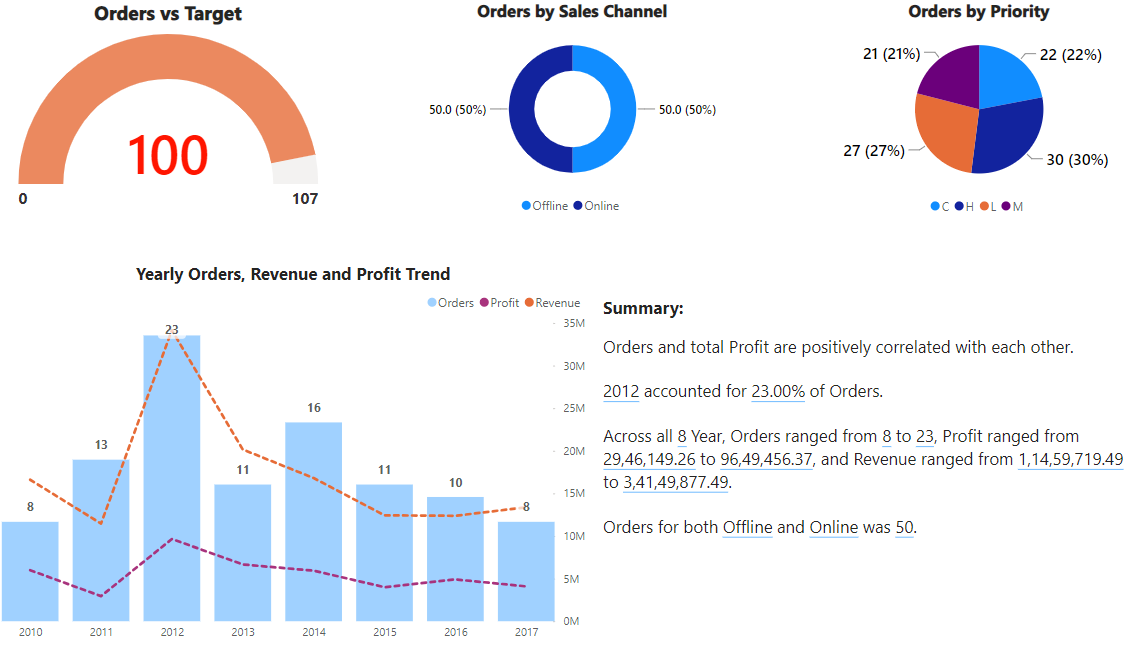 Orders vs Target
100
0
107
Orders by Sales Channel
50.0 (50%)
50.0 (50%)
Offline Online
Orders by Priority
21 (21%)
22 (22%)
27 (27%)
30 (30%)
C H L M
Yearly Orders, Revenue and Profit Trend
Orders Profit Revenue
35M
30M
25M
20M
15M
10M
5M
0M
8
13
23
11
16
11
10
8
2010 2011 2012 2013 2014 2015 2016 2017
Summary:
Orders and total Profit are positively correlated with each other.
2012 accounted for 23.00% of Orders.
Across all 8 Year, Orders ranged from 8 to 23, Profit ranged from
29,46,149.26 to 96,49,456.37, and Revenue ranged from 1,14,59,719.49
to 3,41,49,877.49.
Orders for both Offline and Online was 50.